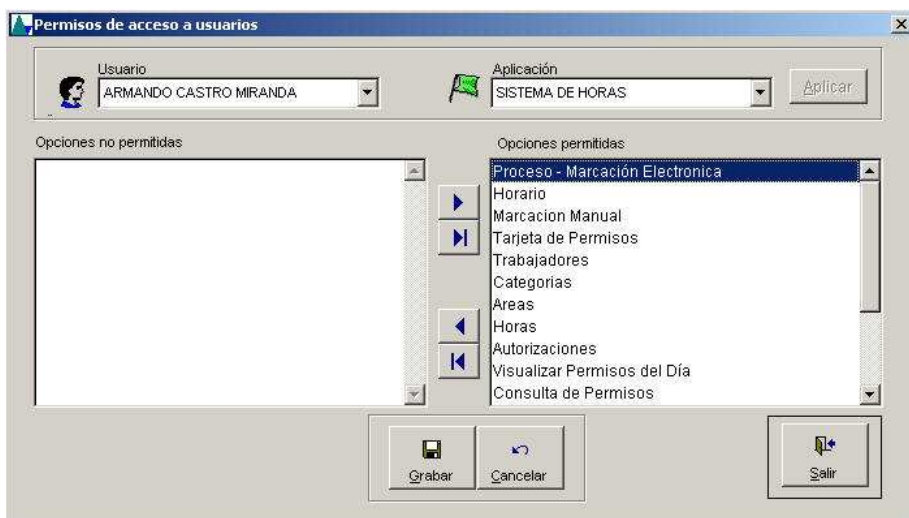 Permisos de acceso a usuarios
Usuario
Aplicación
ARMANDO CASTRO MIRANDA
SISTEMA DE HORAS
Aplicar
Opciones no permitidas
Opciones permitidas
Proceso - Marcación Electronica
Horario
Marcacion Manual
Tarjeta de Permisos
Trabajadores
Categorias
Areas
Horas
Autorizaciones
Visualizar Permisos del Día
Consulta de Permisos
Grabar
Cancelar
Salir